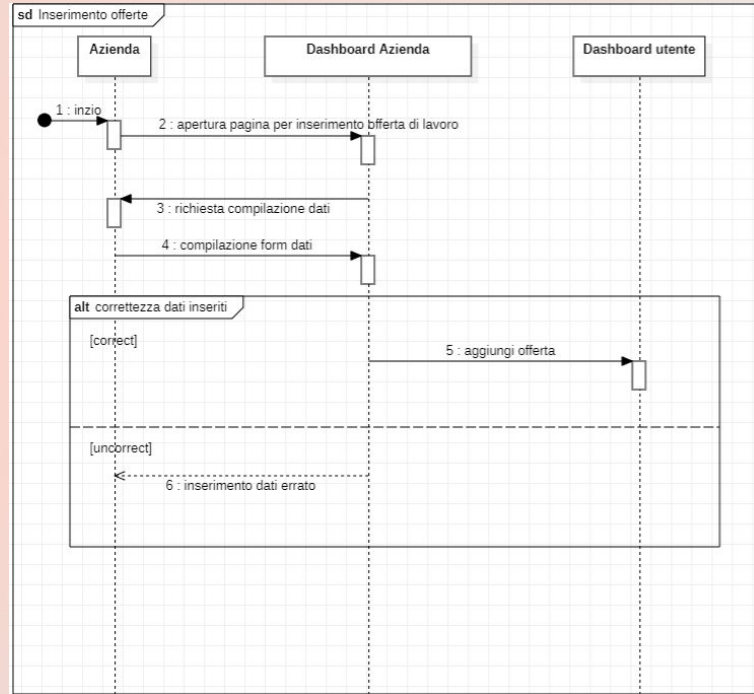 sd Inserimento offerte
Azienda
Dashboard Azienda
Dashboard utente
1 : inzio
2 : apertura pagina per inserimento offerta di lavoro
3 : richiesta compilazione dati
4 : compilazione form dati
alt correttezza dati inseriti
[correct]
5 : aggiungi offerta
[uncorrect]
6 : inserimento dati errato